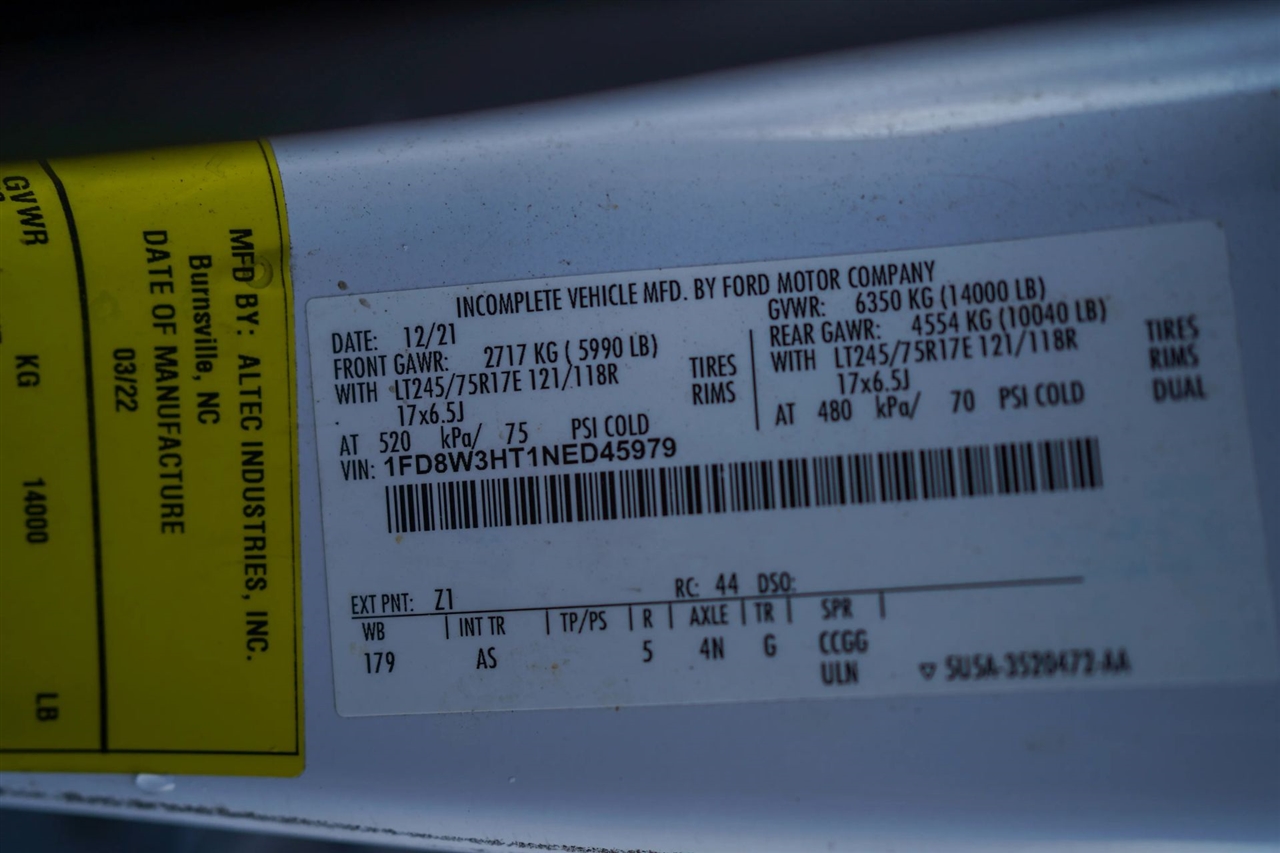 GVWR
KG
14000
LB
MFD BY: ALTEC INDUSTRIES, INC.
Burnsville, NC
DATE OF MANUFACTURE
03/22
INCOMPLETE VEHICLE MFD. BY FORD MOTOR COMPANY
DATE: 12/21 GVWR: 6350 KG (14000 LB)
FRONT GAWR: 2717 KG ( 5990 LB) REAR GAWR: 4554 KG (10040 LB)
WITH LT245/75R17E 121/118R TIRES WITH LT245/75R17E 121/118R TIRES
17x6.5J RIMS 17x6.5J RIMS
AT 520 kPa/ 75 PSI COLD AT 480 kPa/ 70 PSI COLD DUAL
VIN: 1FD8W3HT1NED45979
EXT PNT: Z1 RC: 44 DSO:
WB | INT TR | TP/PS | R | AXLE | TR | SPR |
179 AS 5 4N G CCGG
ULN ▽ 5U5A-3520472-AA